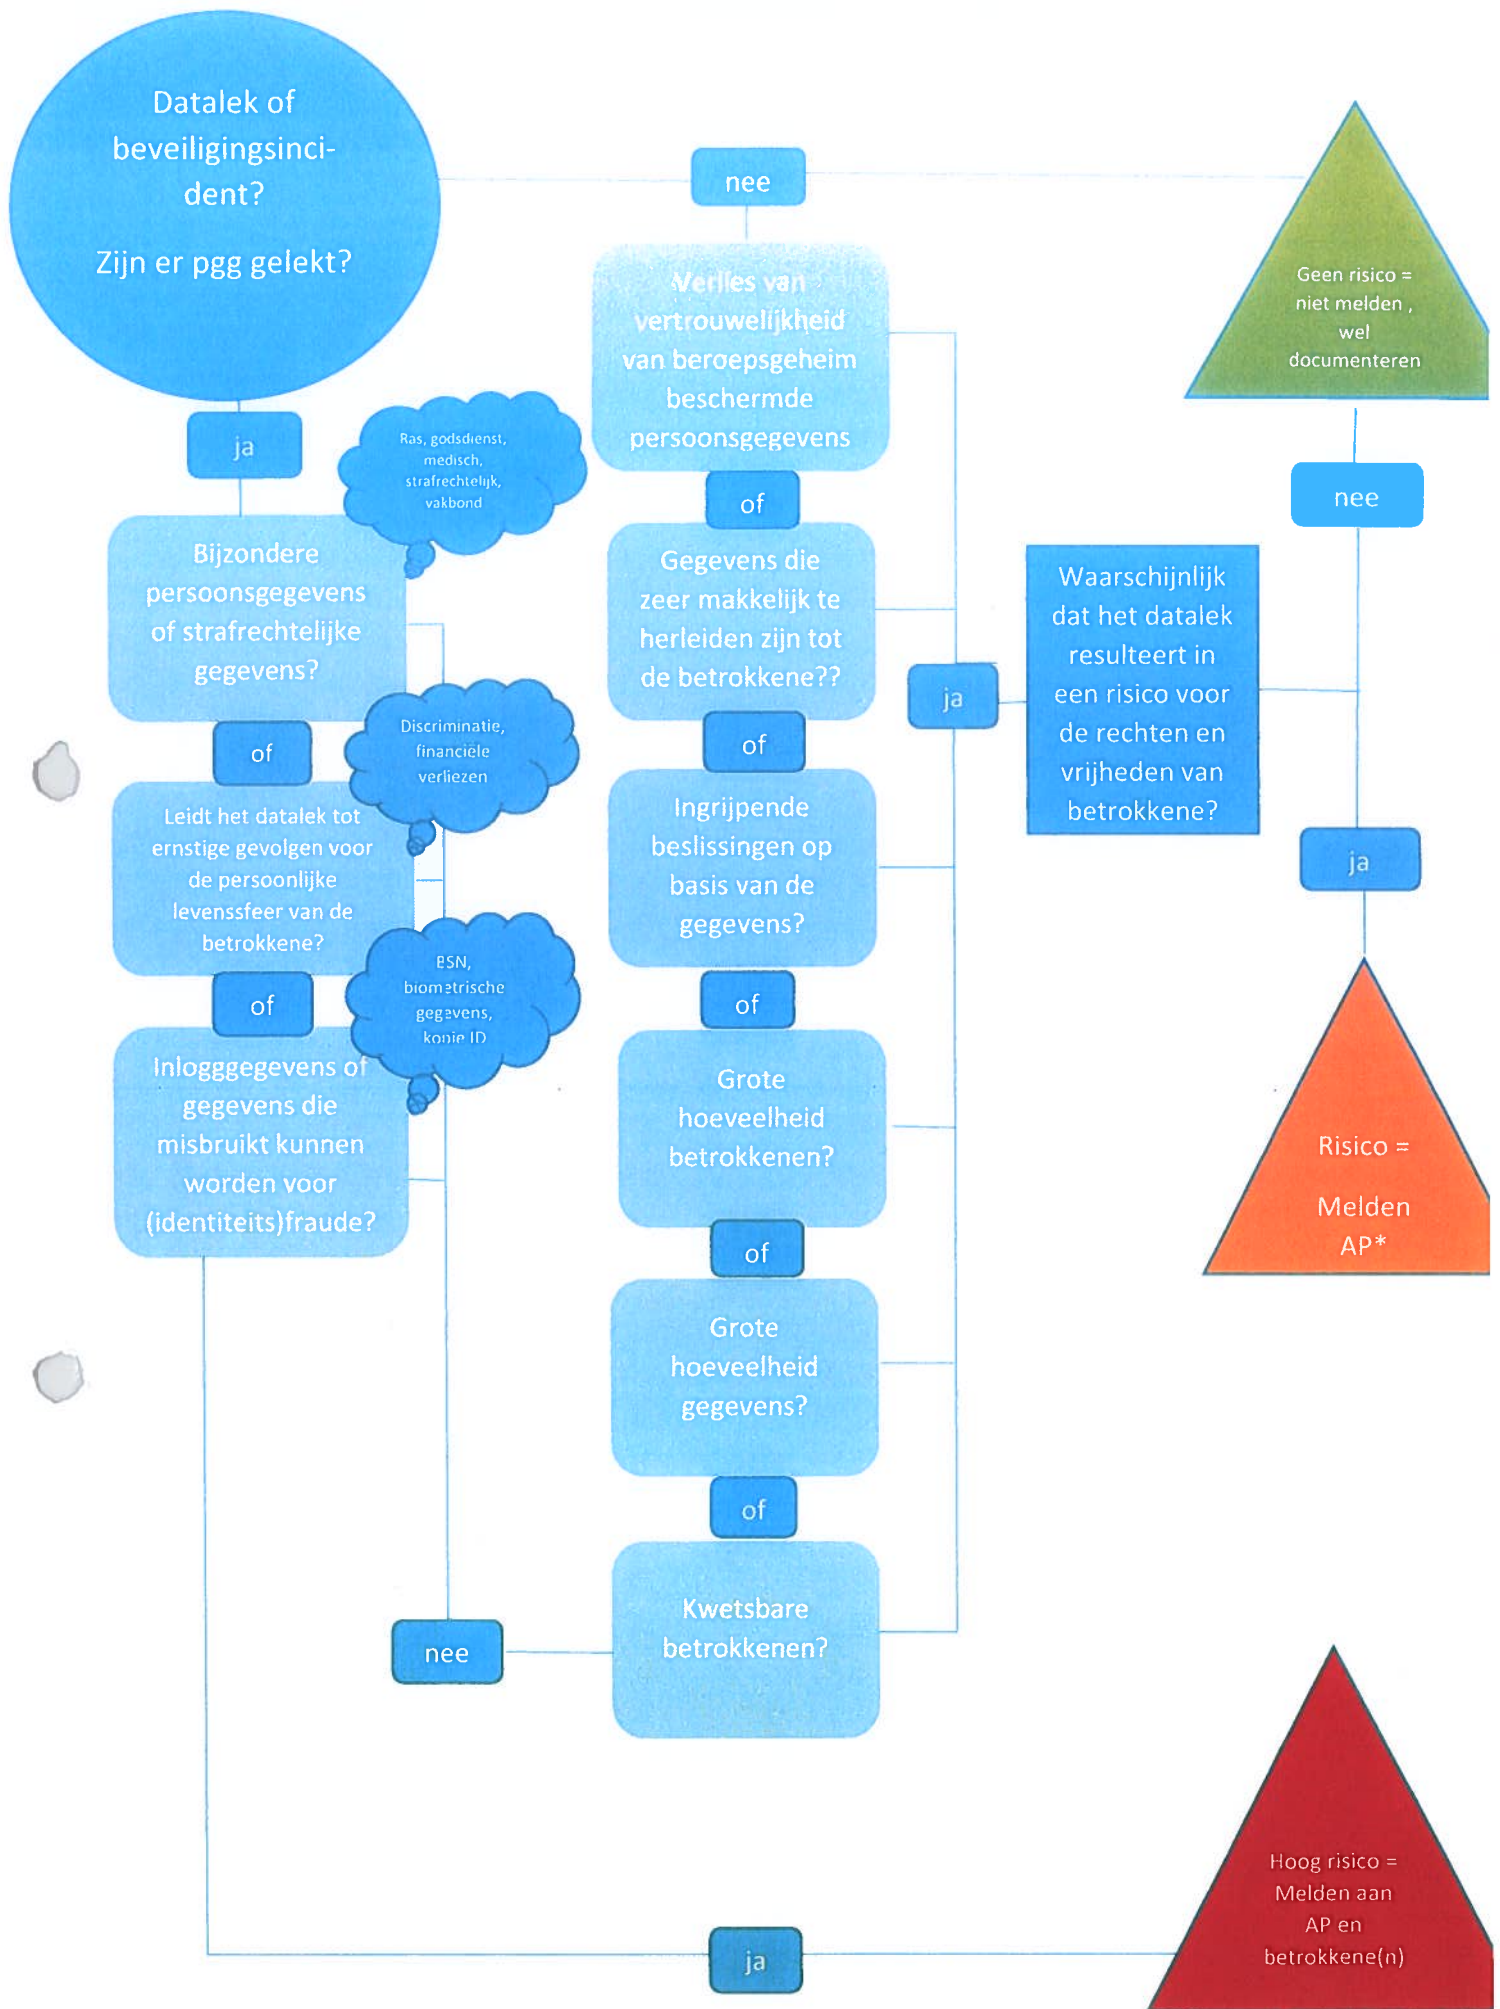 Datalek of
beveiligingsinci-
dent?
Zijn er pgg gelekt?
nee
Geen risico =
niet melden ,
wel
documenteren
ja
Ras, godsdienst,
medisch,
strafrechtelijk,
vakbond
Bijzondere
persoonsgegevens
of strafrechtelijke
gegevens?
of
Discriminatie,
financiële
verliezen
Leidt het datalek tot
ernstige gevolgen voor
de persoonlijke
levenssfeer van de
betrokkene?
of
BSN,
biometrische
gegevens,
kopie ID
Inlogggegevens of
gegevens die
misbruikt kunnen
worden voor
(identiteits)fraude?
nee
Verlies van
vertrouwelijkheid
van beroepsgeheim
beschermde
persoonsgegevens
of
Gegevens die
zeer makkelijk te
herleiden zijn tot
de betrokkene??
of
Ingrijpende
beslissingen op
basis van de
gegevens?
of
Grote
hoeveelheid
betrokkenen?
of
Grote
hoeveelheid
gegevens?
of
Kwetsbare
betrokkenen?
ja
Waarschijnlijk
dat het datalek
resulteert in
een risico voor
de rechten en
vrijheden van
betrokkene?
nee
ja
Risico =
Melden
AP*
ja
Hoog risico =
Melden aan
AP en
betrokkene(n)